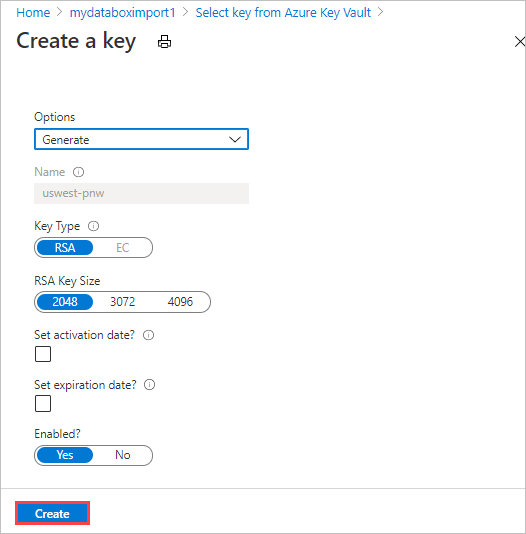 Home > mydataboximport1 > Select key from Azure Key Vault >
Create a key
Options
Generate
Name
uswest-pnw
Key Type
RSA EC
RSA Key Size
2048 3072 4096
Set activation date?
Set expiration date?
Enabled?
Yes No
Create